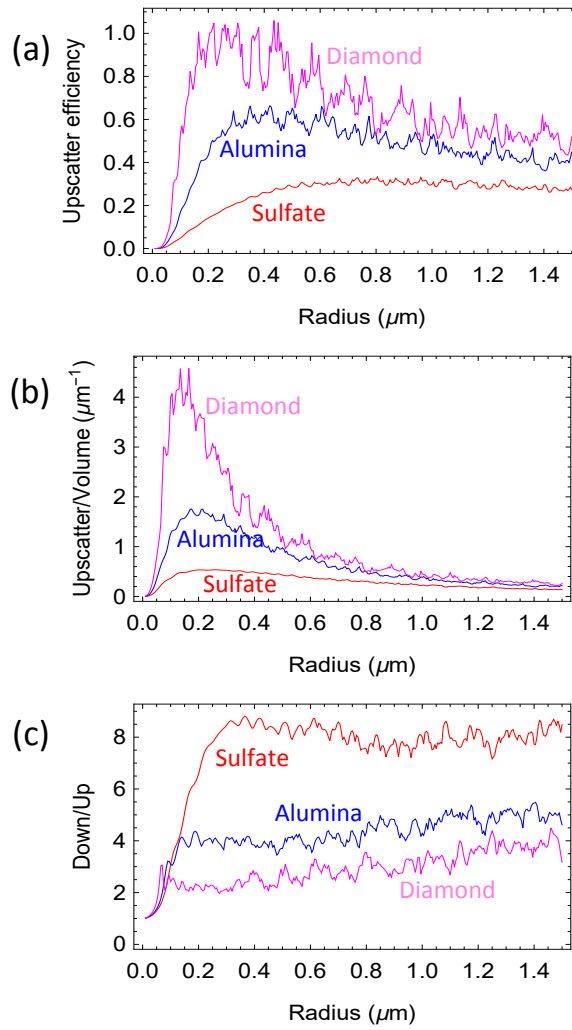 (a)
Upscatter efficiency
1.0
0.8
0.6
0.4
0.2
0.0
Diamond
Alumina
Sulfate
0.0 0.2 0.4 0.6 0.8 1.0 1.2 1.4
Radius (μm)
(b)
Upscatter/Volume (μm⁻¹)
4
3
2
1
0
Diamond
Alumina
Sulfate
0.0 0.2 0.4 0.6 0.8 1.0 1.2 1.4
Radius (μm)
(c)
Down/Up
8
6
4
2
0
Sulfate
Alumina
Diamond
0.0 0.2 0.4 0.6 0.8 1.0 1.2 1.4
Radius (μm)